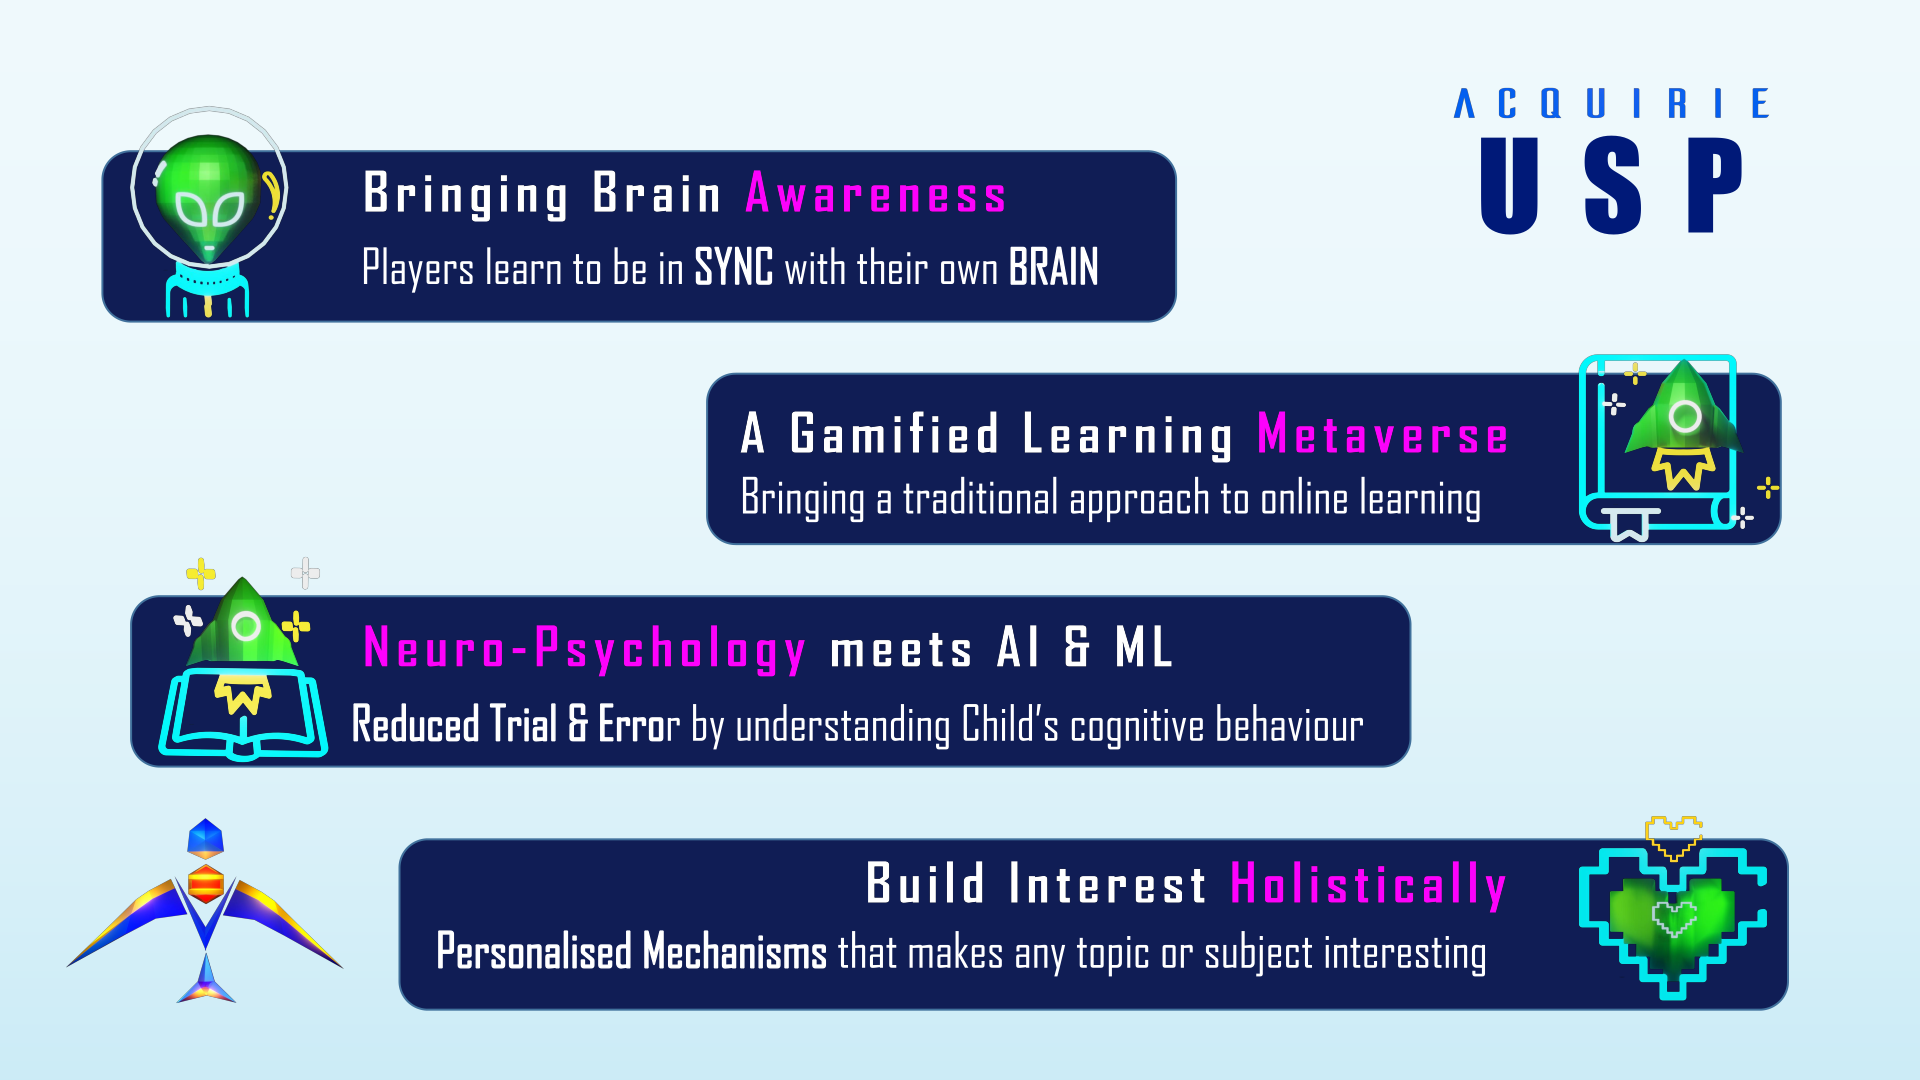 ACQUIRIE
USP
Bringing Brain Awareness
Players learn to be in SYNC with their own BRAIN
A Gamified Learning Metaverse
Bringing a traditional approach to online learning
Neuro-Psychology meets AI & ML
Reduced Trial & Error by understanding Child's cognitive behaviour
Build Interest Holistically
Personalised Mechanisms that makes any topic or subject interesting